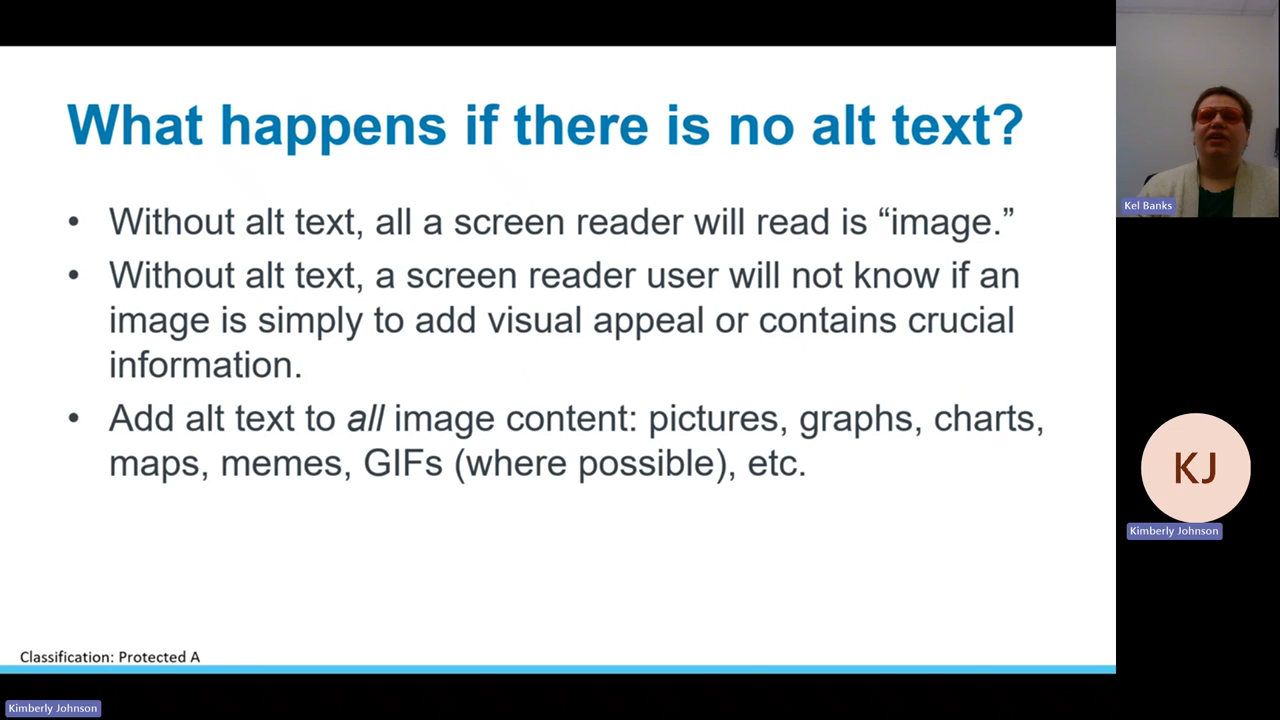 What happens if there is no alt text?
• Without alt text, all a screen reader will read is “image.”
• Without alt text, a screen reader user will not know if an
image is simply to add visual appeal or contains crucial
information.
• Add alt text to all image content: pictures, graphs, charts,
maps, memes, GIFs (where possible), etc.
Classification: Protected A
Kel Banks
KJ
Kimberly Johnson
Kimberly Johnson